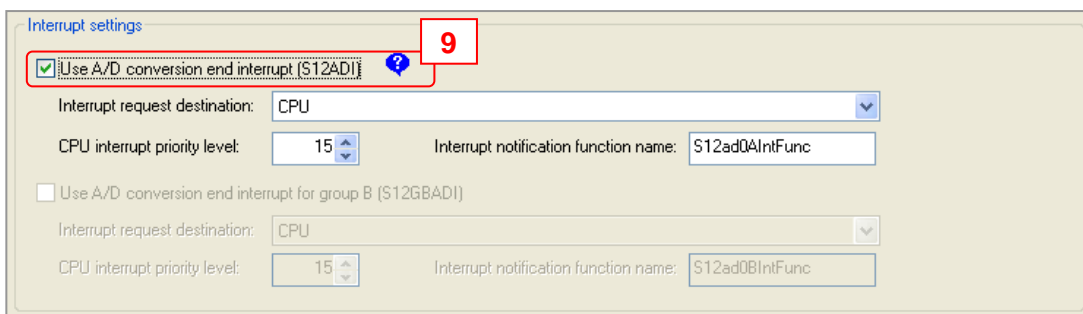 Interrupt settings
9
Use A/D conversion end interrupt (S12ADI)
Interrupt request destination: CPU
CPU interrupt priority level: 15 Interrupt notification function name: S12ad0AIntFunc
Use A/D conversion end interrupt for group B (S12GBADI)
Interrupt request destination: CPU
CPU interrupt priority level: 15 Interrupt notification function name: S12ad0BIntFunc